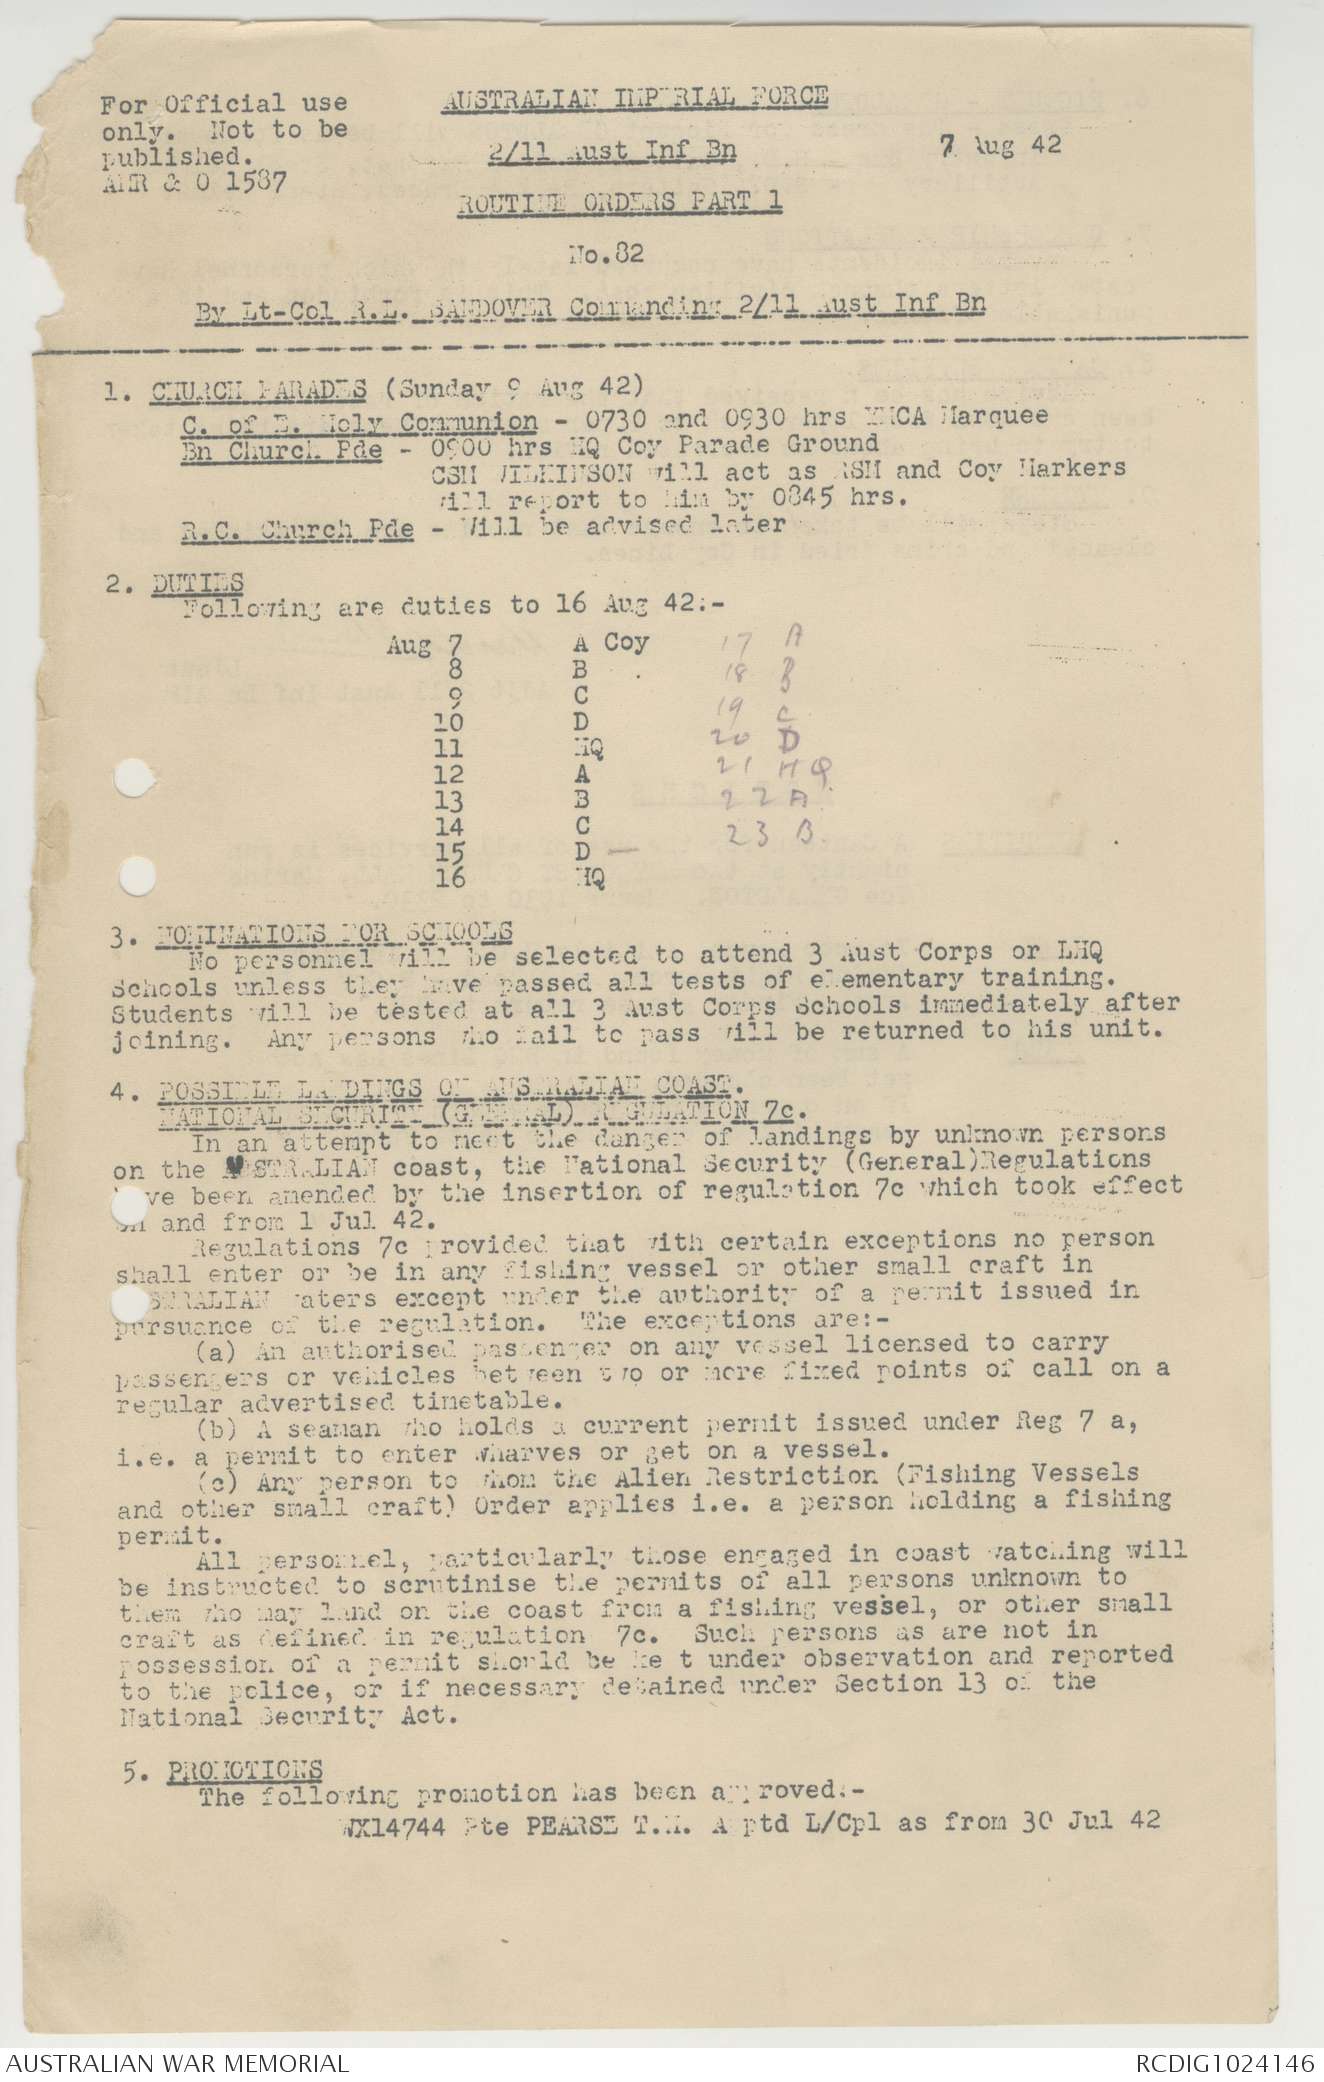 For Official use
only. Not to be
published.
AMR & O 1587
AUSTRALIAN IMPERIAL FORCE
2/11 Aust Inf Bn
7 Aug 42
ROUTINE ORDERS PART 1
No.82
By Lt-Col R.L. SANDOVER Commanding 2/11 Aust Inf Bn
1. CHURCH PARADES (Sunday 9 Aug 42)
C. of E. Holy Communion - 0730 and 0930 hrs YMCA Marquee
Bn Church Pde - 0900 hrs HQ Coy Parade Ground
CSM WILKINSON will act as RSM and Coy Markers
will report to him by 0845 hrs.
R.C. Church Pde - Will be advised later
2. DUTIES
Following are duties to 16 Aug 42:-
Aug 7 A Coy 17 A
8 B 18 B
9 C 19 C
10 D 20 D
11 HQ 21 HQ
12 A 22 A
13 B 23 B
14 C
15 D —
16 HQ
3. NOMINATIONS FOR SCHOOLS
No personnel will be selected to attend 3 Aust Corps or LHQ
Schools unless they have passed all tests of elementary training.
Students will be tested at all 3 Aust Corps Schools immediately after
joining. Any persons who fail to pass will be returned to his unit.
4. POSSIBLE LANDINGS ON AUSTRALIAN COAST.
NATIONAL SECURITY (GENERAL) REGULATION 7c.
In an attempt to meet the danger of landings by unknown persons
on the AUSTRALIAN coast, the National Security (General)Regulations
have been amended by the insertion of regulation 7c which took effect
on and from 1 Jul 42.
Regulations 7c provided that with certain exceptions no person
shall enter or be in any fishing vessel or other small craft in
AUSTRALIAN waters except under the authority of a permit issued in
pursuance of the regulation. The exceptions are:-
(a) An authorised passenger on any vessel licensed to carry
passengers or vehicles between two or more fixed points of call on a
regular advertised timetable.
(b) A seaman who holds a current permit issued under Reg 7 a,
i.e. a permit to enter wharves or get on a vessel.
(c) Any person to whom the Alien Restriction (Fishing Vessels
and other small craft) Order applies i.e. a person holding a fishing
permit.
All personnel, particularly those engaged in coast watching will
be instructed to scrutinise the permits of all persons unknown to
them who may land on the coast from a fishing vessel, or other small
craft as defined in regulation 7c. Such persons as are not in
possession of a permit should be kept under observation and reported
to the police, or if necessary detained under Section 13 of the
National Security Act.
5. PROMOTIONS
The following promotion has been approved:-
WX14744 Pte PEARSE T.H. Apptd L/Cpl as from 30 Jul 42
AUSTRALIAN WAR MEMORIAL
RCDIG1024146